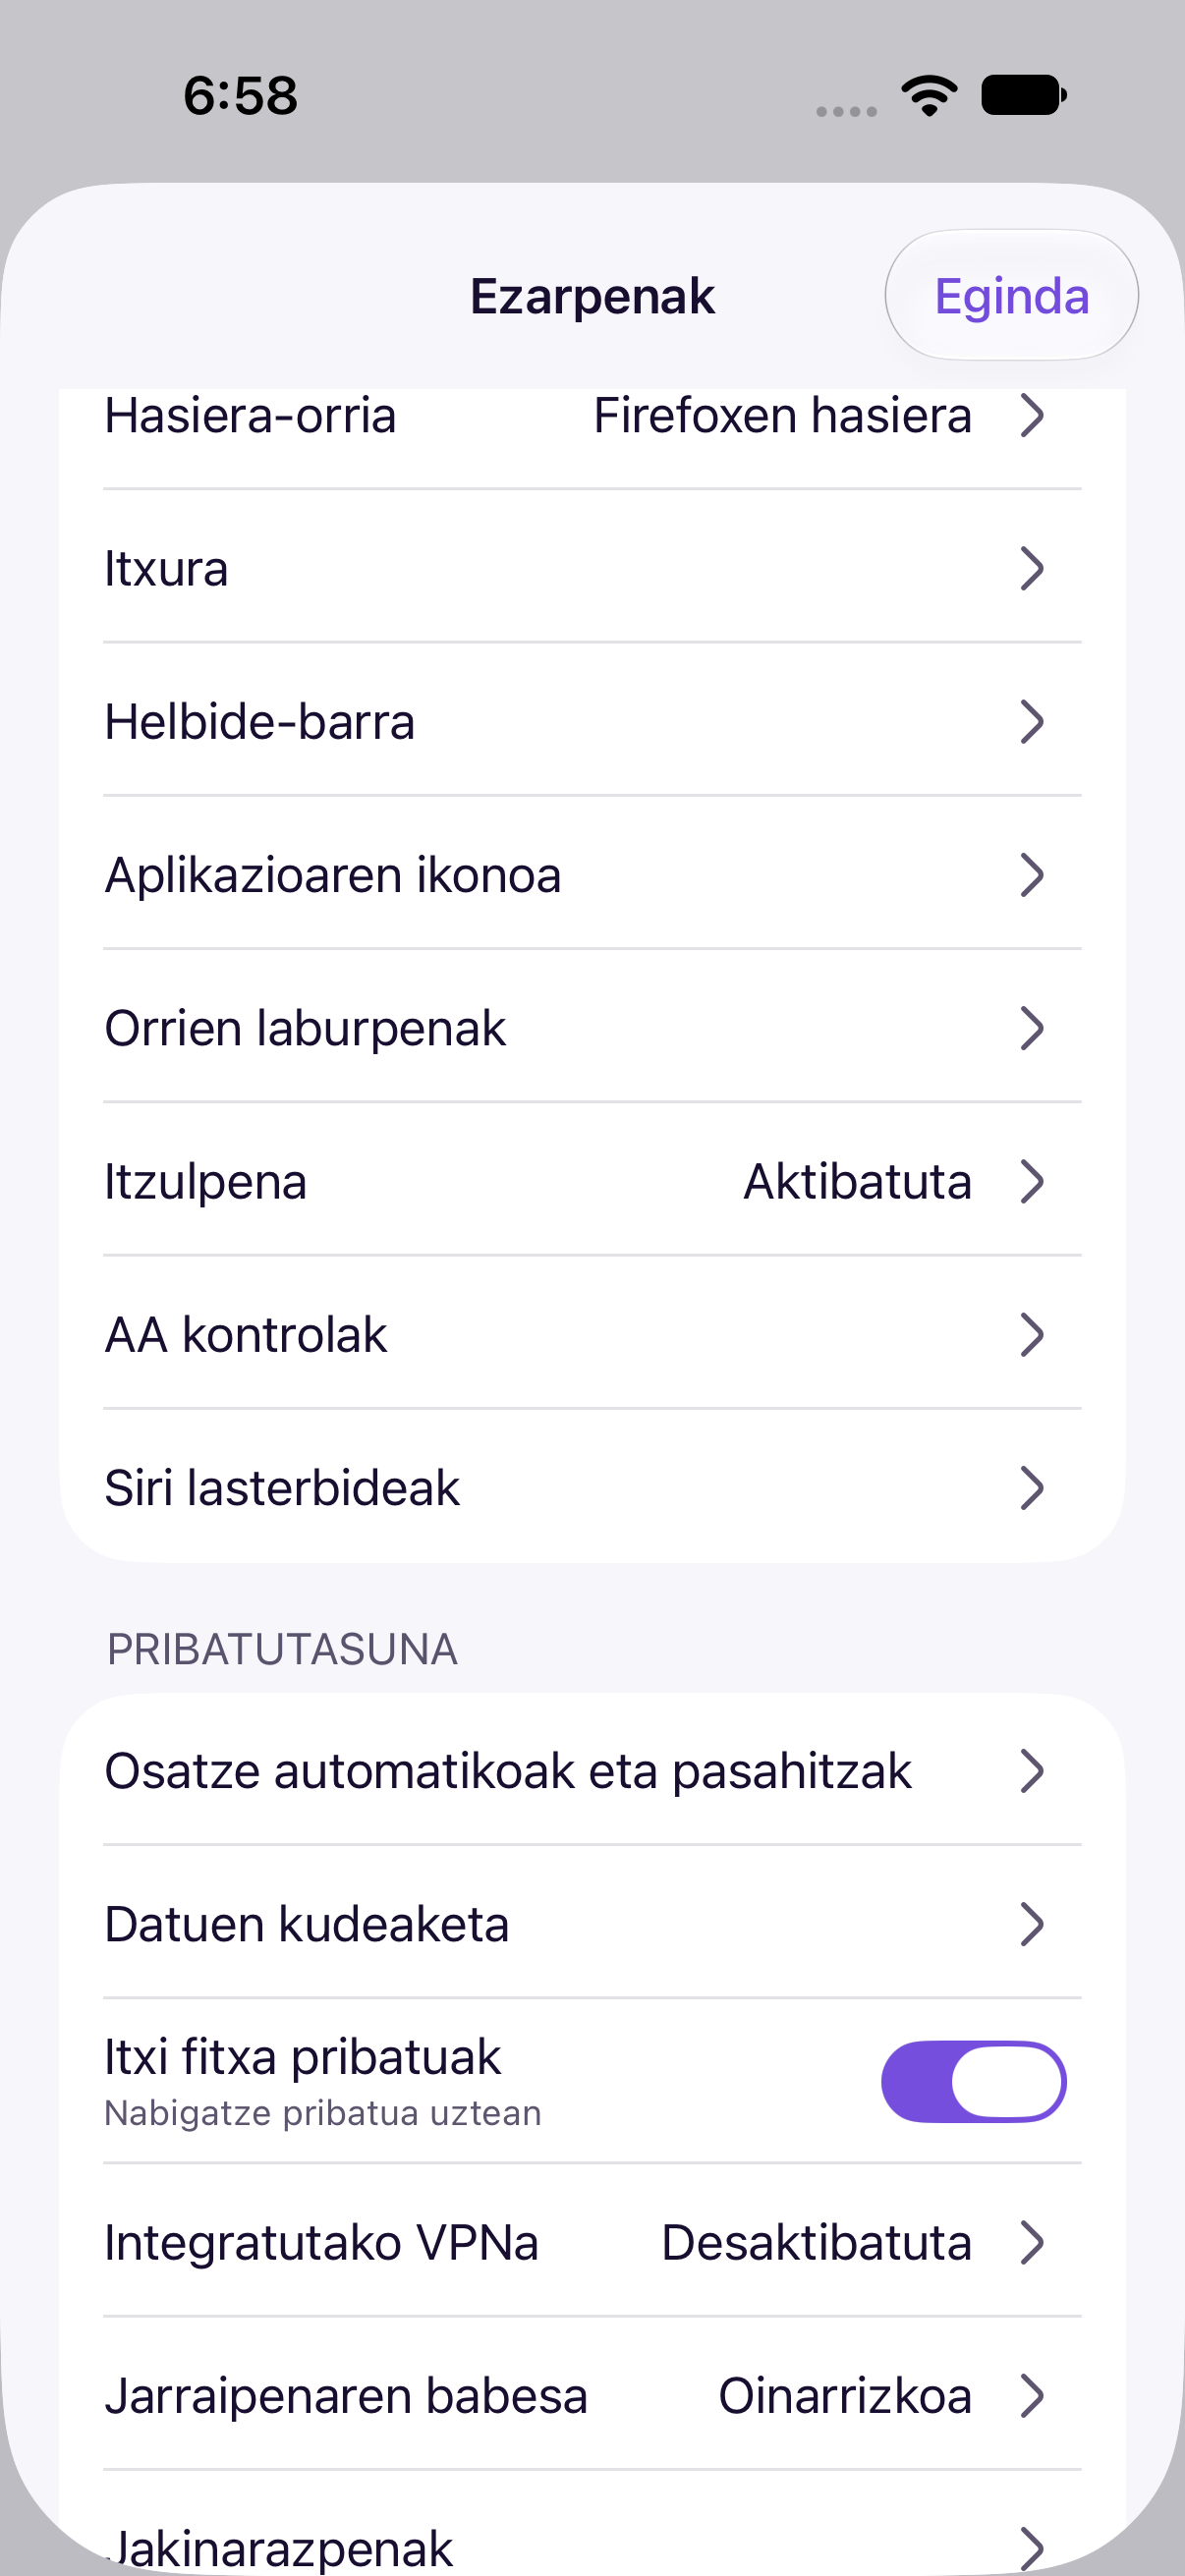 6:58
Ezarpenak
Eginda
Hasiera-orria Firefoxen hasiera
Itxura
Helbide-barra
Aplikazioaren ikonoa
Orrien laburpenak
Itzulpena Aktibatuta
AA kontrolak
Siri lasterbideak
PRIBATUTASUNA
Osatze automatikoak eta pasahitzak
Datuen kudeaketa
Itxi fitxa pribatuak
Nabigatze pribatua uztean
Integratutako VPNa Desaktibatuta
Jarraipenaren babesa Oinarrizkoa
Jakinarazpenak